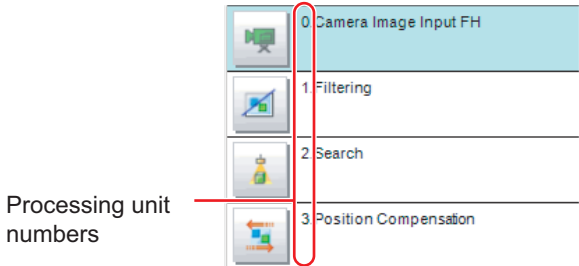 0.Camera Image Input FH
1.Filtering
2.Search
3.Position Compensation
Processing unit
numbers